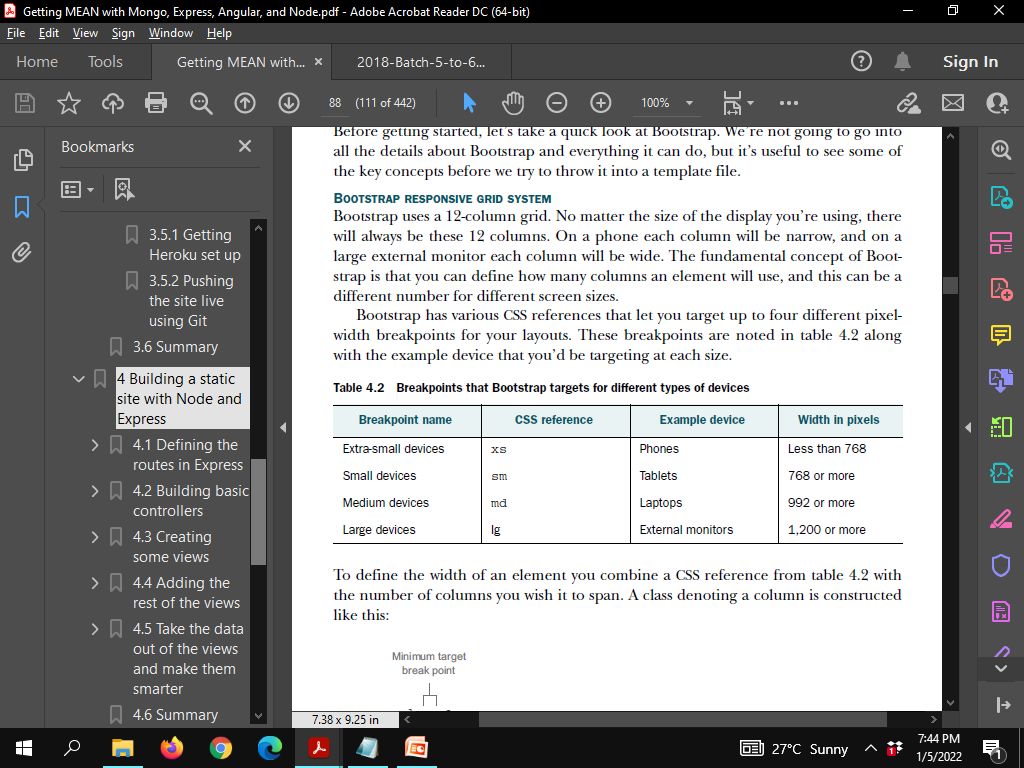 Getting MEAN with Mongo, Express, Angular, and Node.pdf - Adobe Acrobat Reader DC (64-bit)
File Edit View Sign Window Help
Home Tools Getting MEAN with... × 2018-Batch-5-to-6... Sign In
88 (111 of 442) 100%
Bookmarks
3.5.1 Getting
Heroku set up
3.5.2 Pushing
the site live
using Git
3.6 Summary
4 Building a static
site with Node and
Express
4.1 Defining the
routes in Express
4.2 Building basic
controllers
4.3 Creating
some views
4.4 Adding the
rest of the views
4.5 Take the data
out of the views
and make them
smarter
4.6 Summary
Before getting started, let's take a quick look at Bootstrap. We're not going to go into
all the details about Bootstrap and everything it can do, but it's useful to see some of
the key concepts before we try to throw it into a template file.
BOOTSTRAP RESPONSIVE GRID SYSTEM
Bootstrap uses a 12-column grid. No matter the size of the display you're using, there
will always be these 12 columns. On a phone each column will be narrow, and on a
large external monitor each column will be wide. The fundamental concept of Boot-
strap is that you can define how many columns an element will use, and this can be a
different number for different screen sizes.
Bootstrap has various CSS references that let you target up to four different pixel-
width breakpoints for your layouts. These breakpoints are noted in table 4.2 along
with the example device that you'd be targeting at each size.
Table 4.2 Breakpoints that Bootstrap targets for different types of devices
Breakpoint name CSS reference Example device Width in pixels
Extra-small devices xs Phones Less than 768
Small devices sm Tablets 768 or more
Medium devices md Laptops 992 or more
Large devices lg External monitors 1,200 or more
To define the width of an element you combine a CSS reference from table 4.2 with
the number of columns you wish it to span. A class denoting a column is constructed
like this:
Minimum target
break point
7.38 x 9.25 in
27°C Sunny
7:44 PM
1/5/2022
1
1